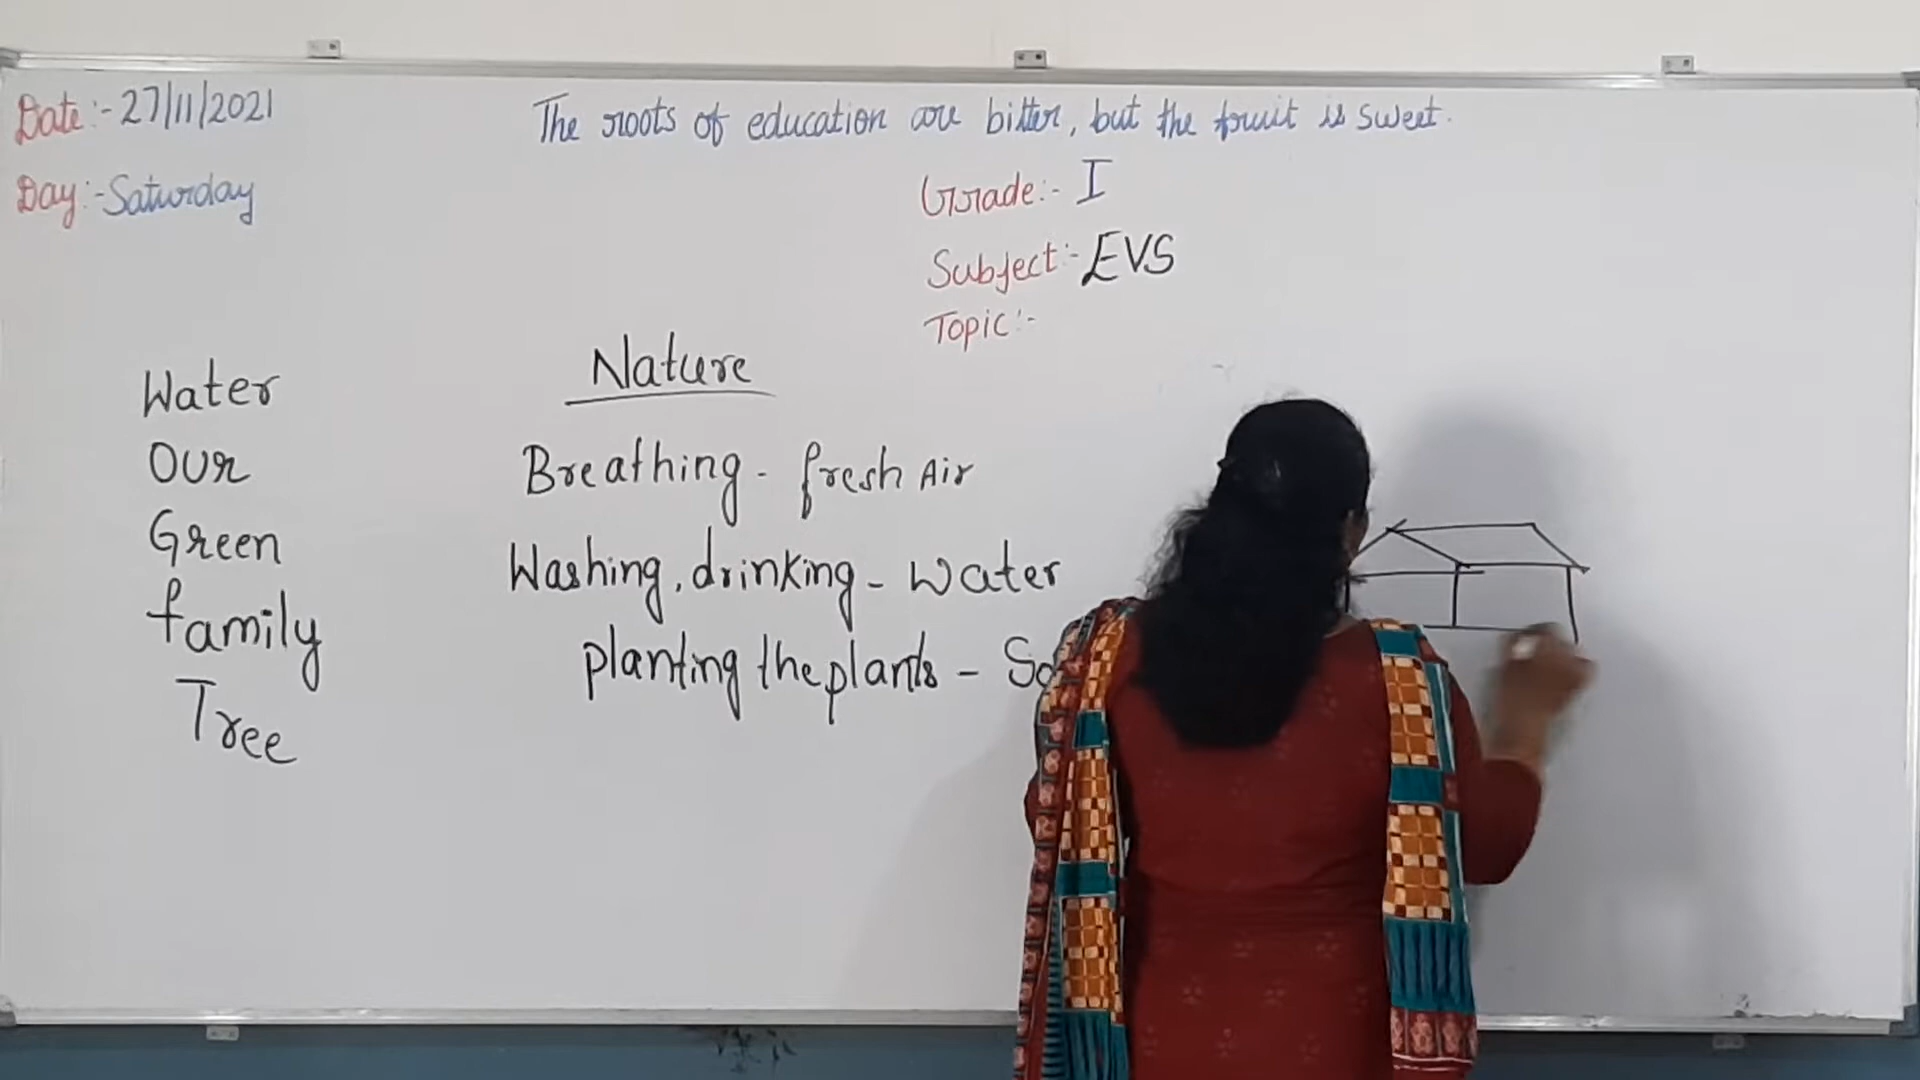 Date:- 27/11/2021
The roots of education are bitter, but the fruit is sweet.
Day:- Saturday
Grade:- I
Subject:- EVS
Topic:-
Water
Our
Green
family
Tree
Nature
Breathing - fresh Air
Washing, drinking - water
planting the plants -